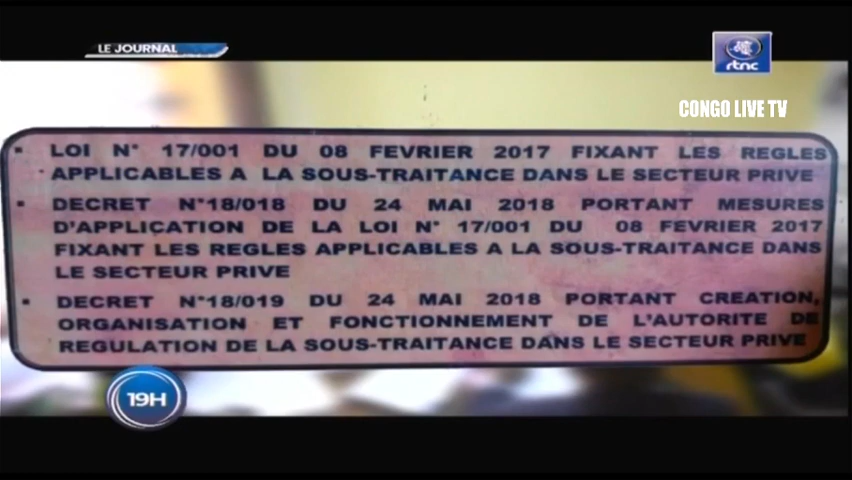 LE JOURNAL
rtnc
CONGO LIVE TV
▪ LOI N° 17/001 DU 08 FEVRIER 2017 FIXANT LES REGLES
APPLICABLES A LA SOUS-TRAITANCE DANS LE SECTEUR PRIVE
▪ DECRET N°18/018 DU 24 MAI 2018 PORTANT MESURES
D'APPLICATION DE LA LOI N° 17/001 DU 08 FEVRIER 2017
FIXANT LES REGLES APPLICABLES A LA SOUS-TRAITANCE DANS
LE SECTEUR PRIVE
▪ DECRET N°18/019 DU 24 MAI 2018 PORTANT CREATION,
ORGANISATION ET FONCTIONNEMENT DE L'AUTORITE DE
REGULATION DE LA SOUS-TRAITANCE DANS LE SECTEUR PRIVE
19H